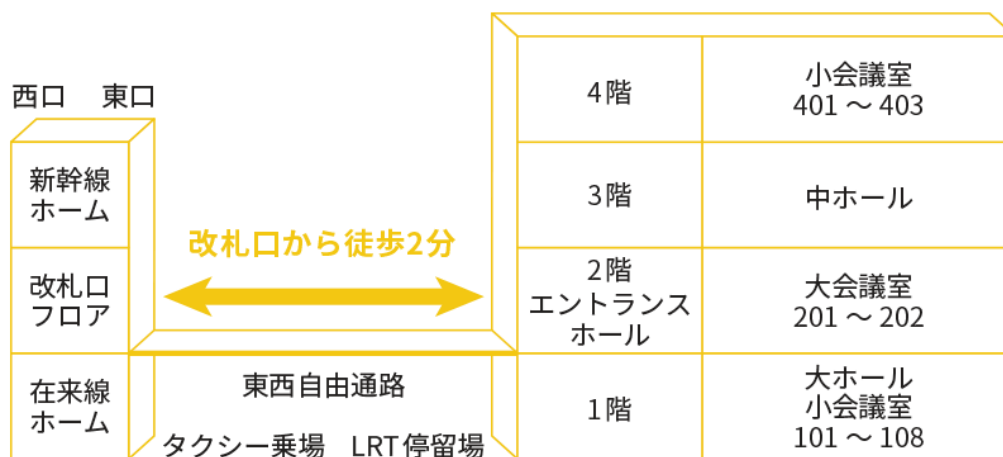 西口 東口
新幹線
ホーム
改札口
フロア
在来線
ホーム
改札口から徒歩2分
東西自由通路
タクシー乗場 LRT停留場
4階
小会議室
401 ～ 403
3階
中ホール
2階
エントランス
ホール
大会議室
201 ～ 202
1階
大ホール
小会議室
101 ～ 108